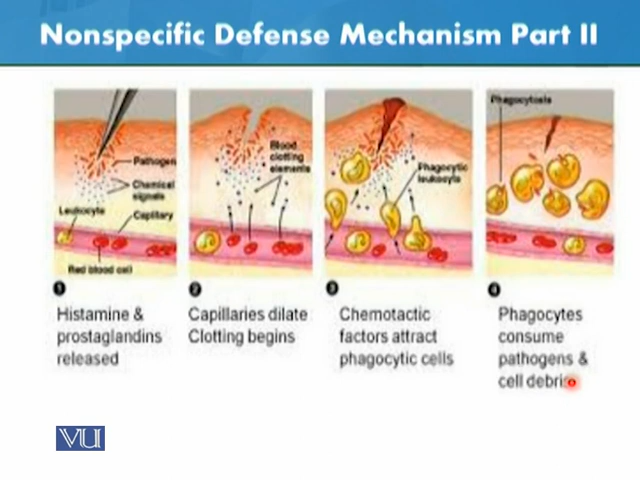 Nonspecific Defense Mechanism Part II
Pathogen
Chemical
signals
Leukocyte
Capillary
Red blood cell
Blood
clotting
elements
Phagocytic
leukocyte
Phagocytosis
1
Histamine &
prostaglandins
released
2
Capillaries dilate
Clotting begins
3
Chemotactic
factors attract
phagocytic cells
4
Phagocytes
consume
pathogens &
cell debris
VU